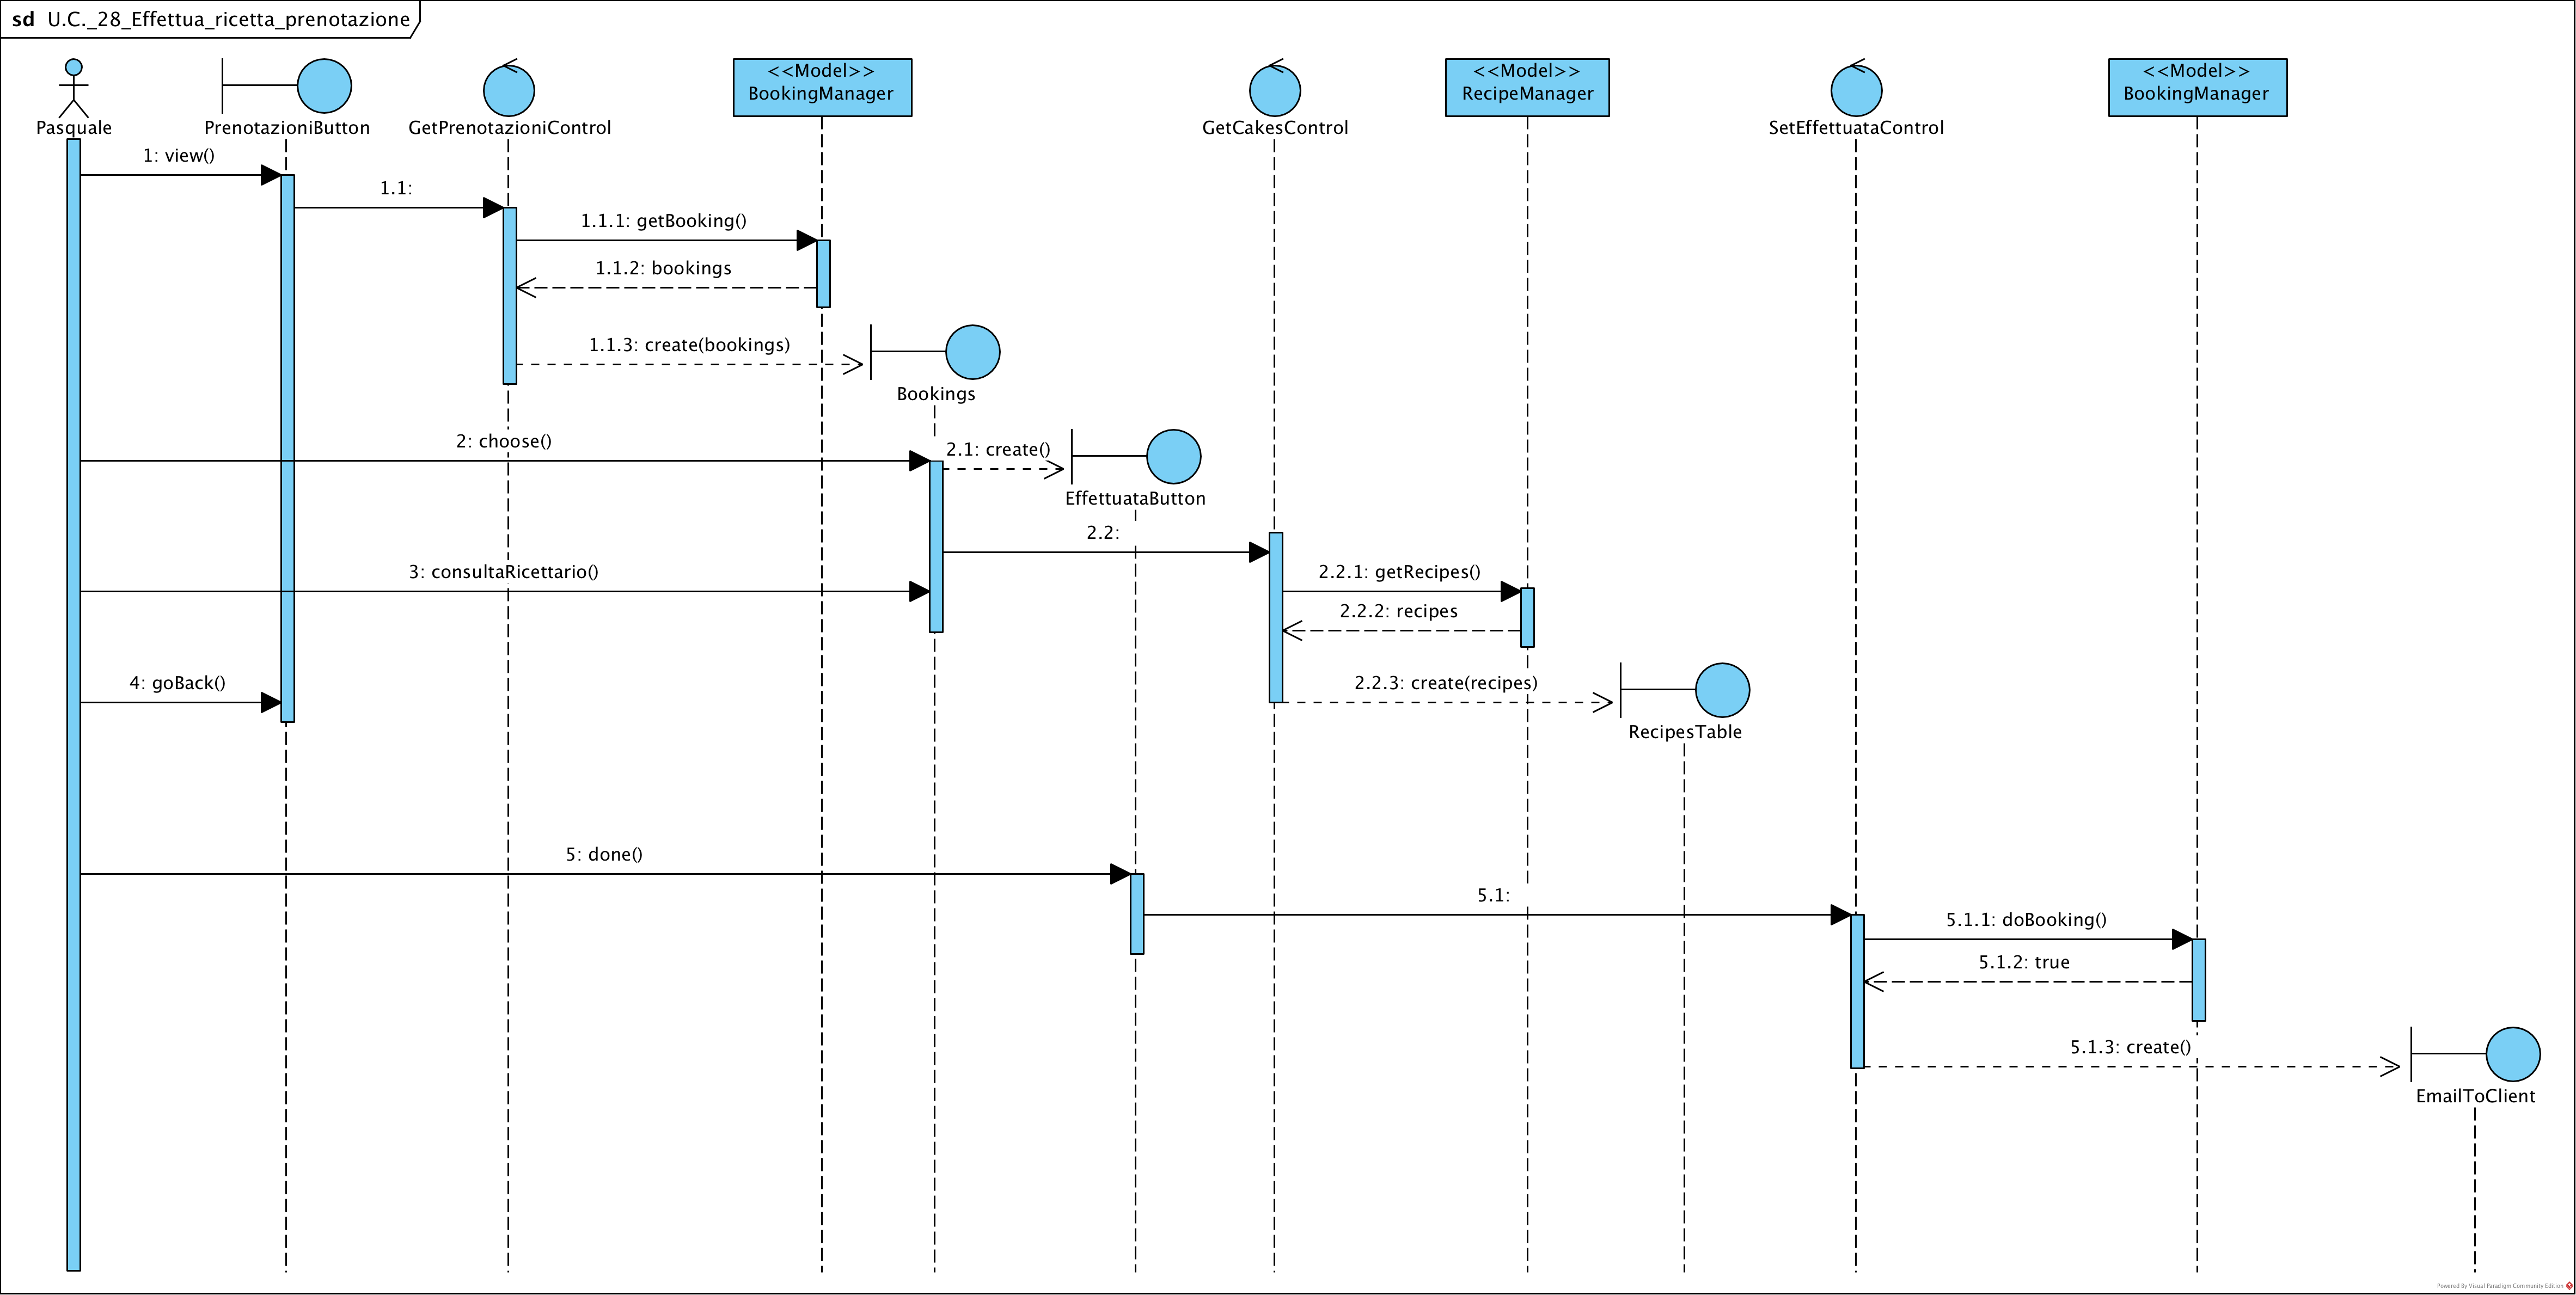 sd U.C._28_Effettua_ricetta_prenotazione
<<Model>>
BookingManager
<<Model>>
RecipeManager
<<Model>>
BookingManager
Pasquale
PrenotazioniButton
GetPrenotazioniControl
GetCakesControl
SetEffettuataControl
1: view()
1.1:
1.1.1: getBooking()
1.1.2: bookings
1.1.3: create(bookings)
Bookings
2: choose()
2.1: create()
EffettuataButton
2.2:
3: consultaRicettario()
2.2.1: getRecipes()
2.2.2: recipes
4: goBack()
2.2.3: create(recipes)
RecipesTable
5: done()
5.1:
5.1.1: doBooking()
5.1.2: true
5.1.3: create()
EmailToClient
Powered By Visual Paradigm Community Edition